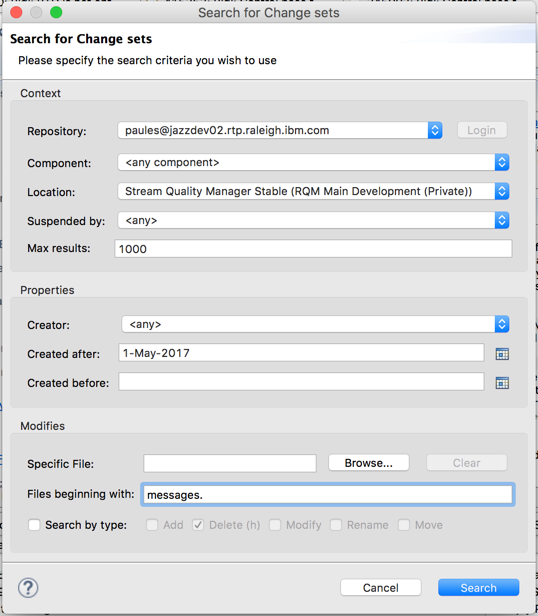 Search for Change sets
Search for Change sets
Please specify the search criteria you wish to use
Context
Repository: paules@jazzdev02.rtp.raleigh.ibm.com Login
Component: <any component>
Location: Stream Quality Manager Stable (RQM Main Development (Private))
Suspended by: <any>
Max results: 1000
Properties
Creator: <any>
Created after: 1-May-2017
Created before:
Modifies
Specific File: Browse... Clear
Files beginning with: messages.
Search by type: Add Delete (h) Modify Rename Move
? Cancel Search